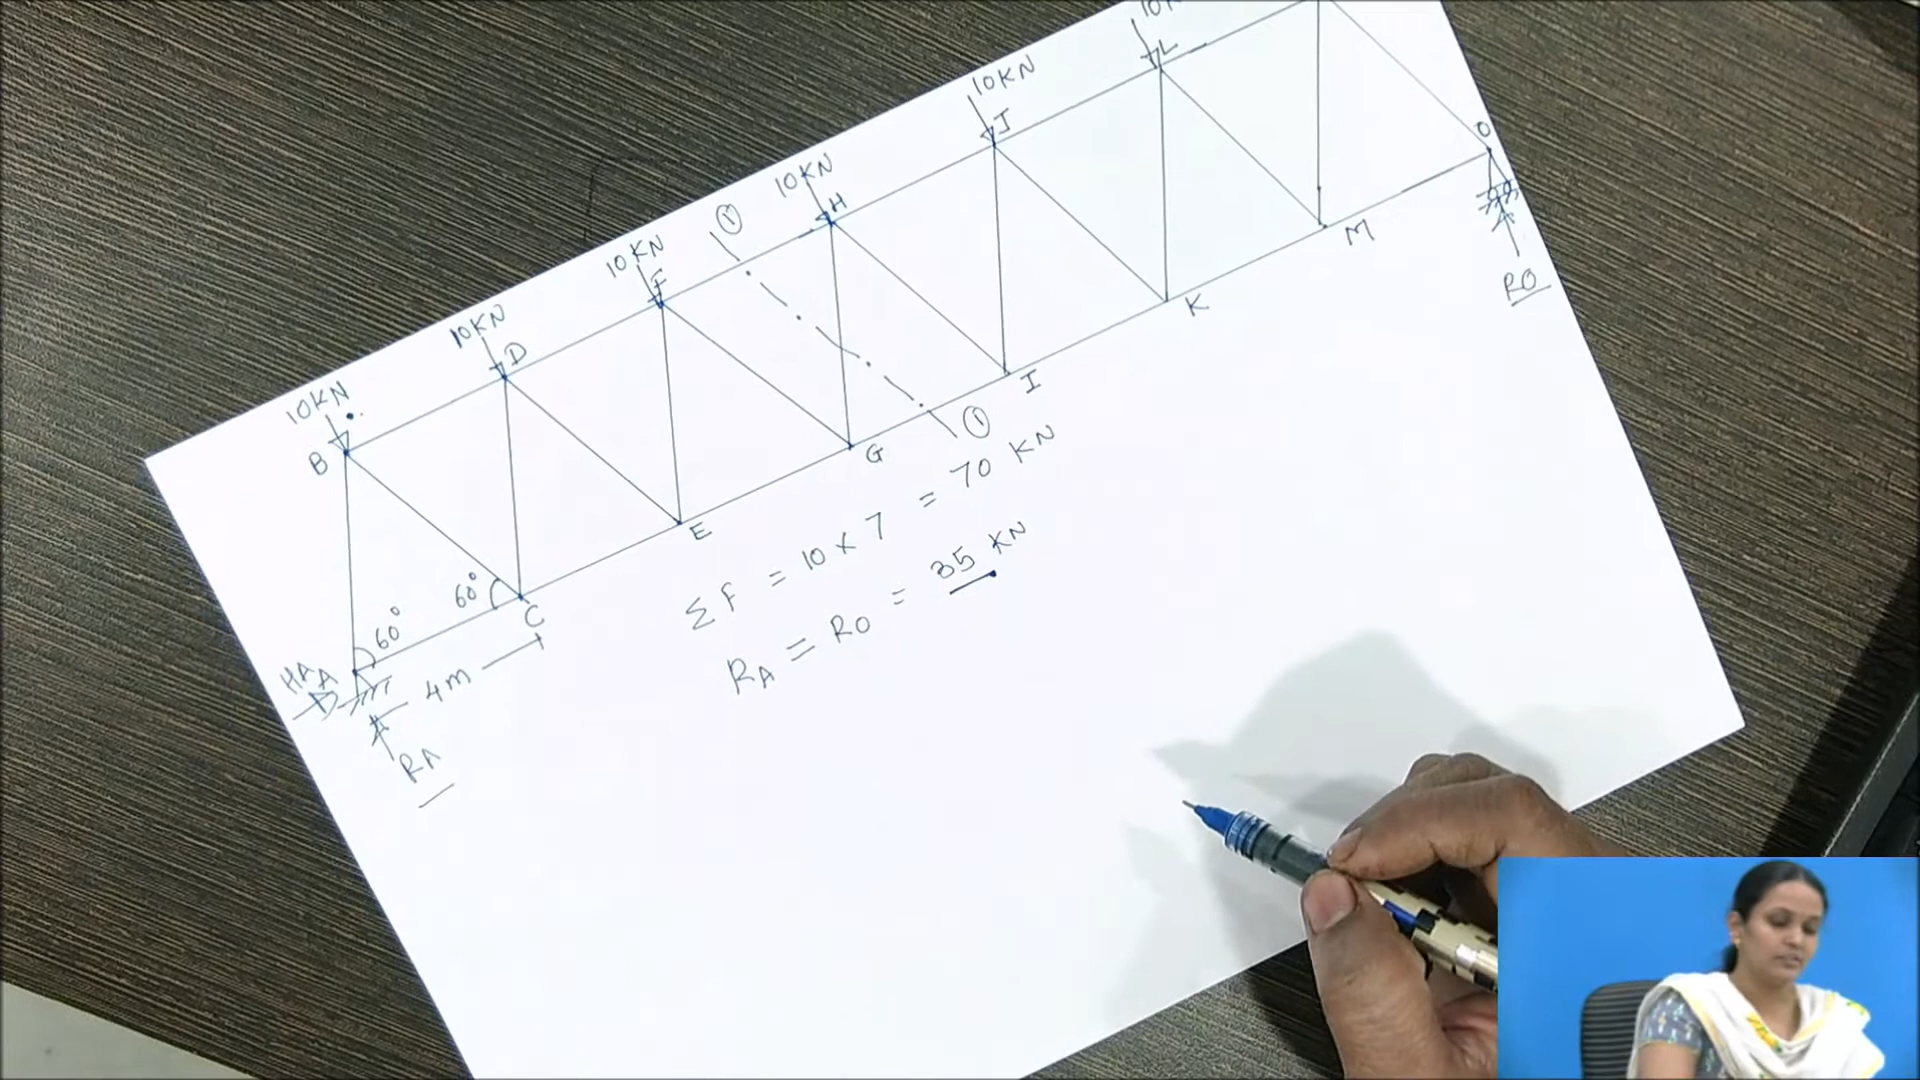 10KN
10KN
10KN
10KN
10KN
B
D
F
H
J
L
①
①
A
C
E
G
I
K
M
O
60°
60°
4m
HA
RA
RO
ΣF = 10 x 7 = 70 KN
RA = RO = 35 KN